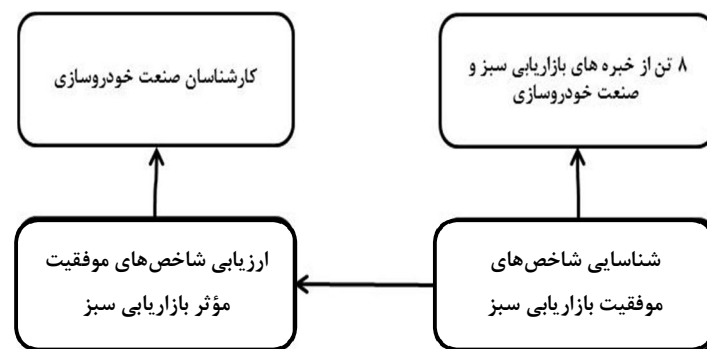 ۸ تن از خبره های بازاریابی سبز و
صنعت خودروسازی
کارشناسان صنعت خودروسازی
شناسایی شاخص‌های
موفقیت بازاریابی سبز
ارزیابی شاخص‌های موفقیت
مؤثر بازاریابی سبز